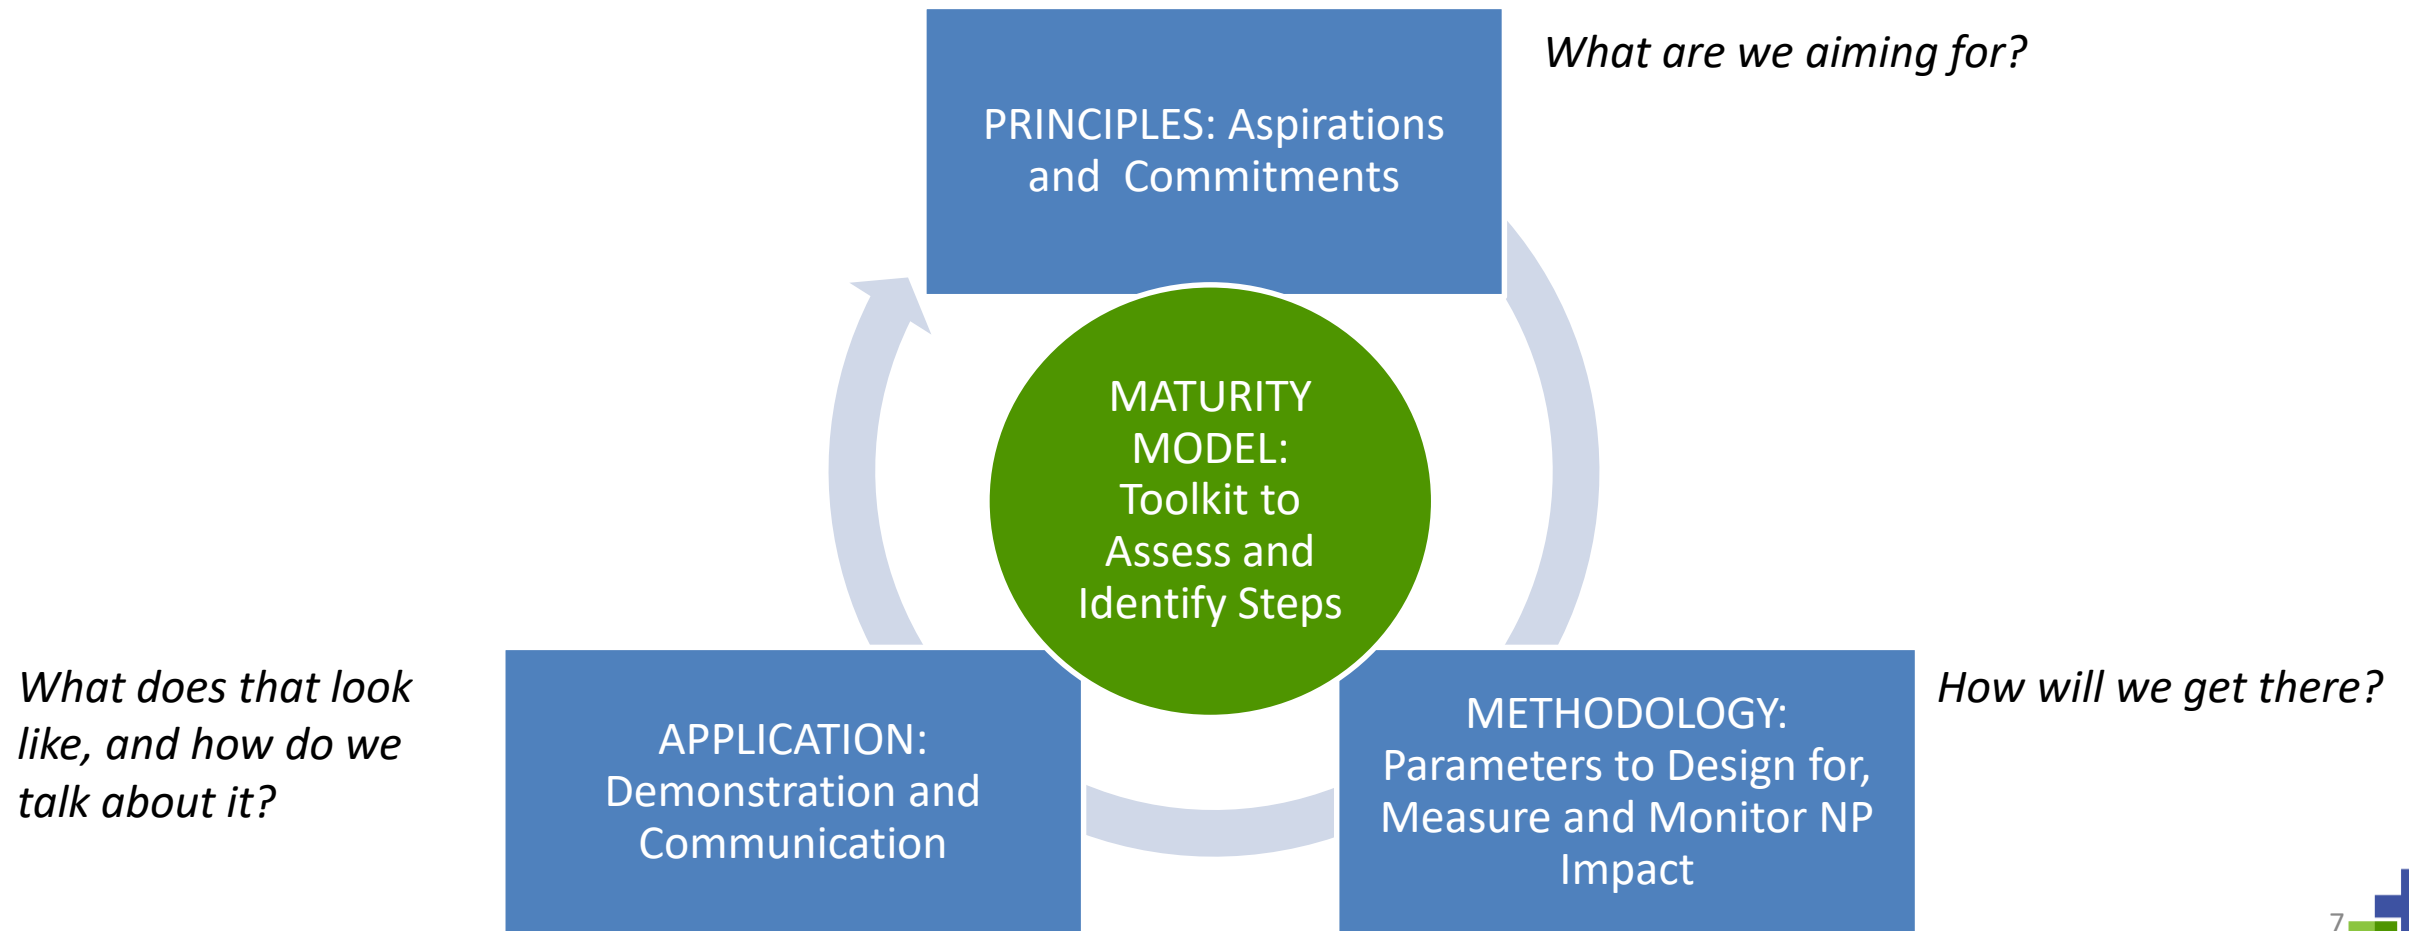 What are we aiming for?
PRINCIPLES: Aspirations
and  Commitments
MATURITY
MODEL:
Toolkit to
Assess and
Identify Steps
What does that look
like, and how do we
talk about it?
APPLICATION:
Demonstration and
Communication
METHODOLOGY:
Parameters to Design for,
Measure and Monitor NP
Impact
How will we get there?
7